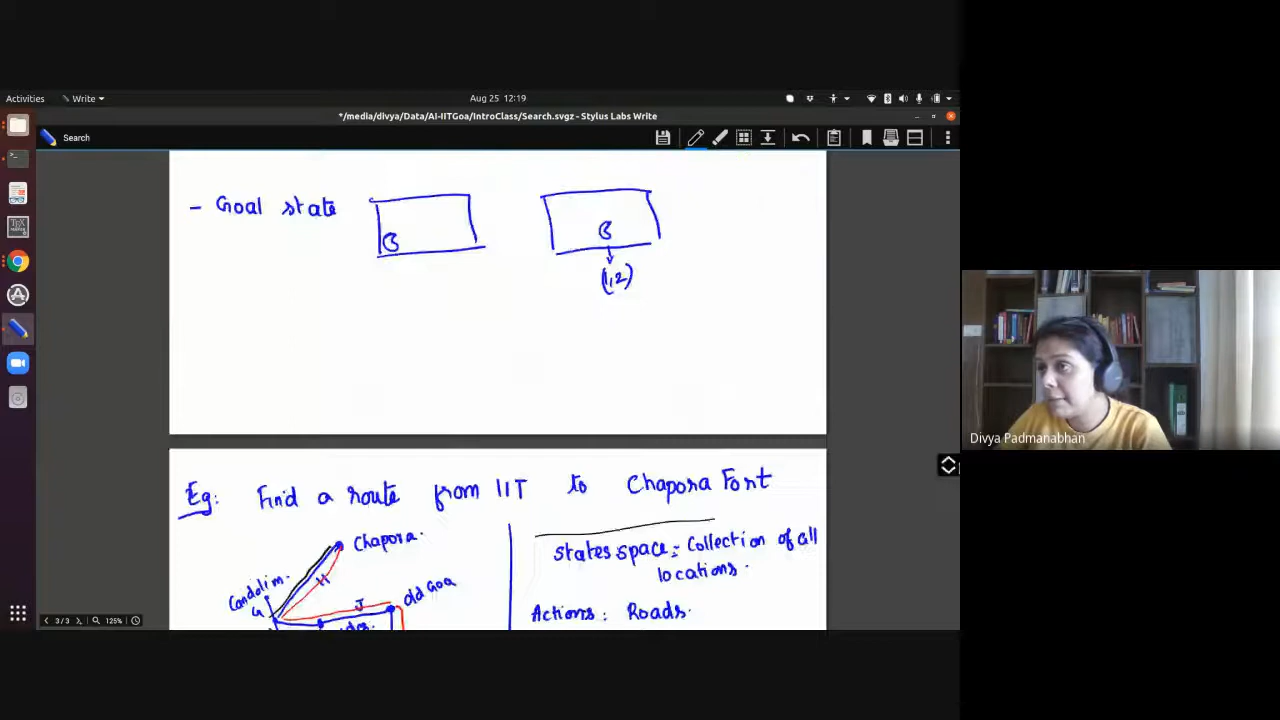 Activities
Write
Aug 25 12:19
*/media/divya/Data/AI-IITGoa/IntroClass/Search.svgz - Stylus Labs Write
Search
- Goal state
(1,2)
Eg: Find a route from IIT to Chapora Fort
Chapora.
states space = Collection of all
locations.
Candolim.
H
G
J
Old Goa
Actions: Roads.
3/3
125%
Divya Padmanabhan